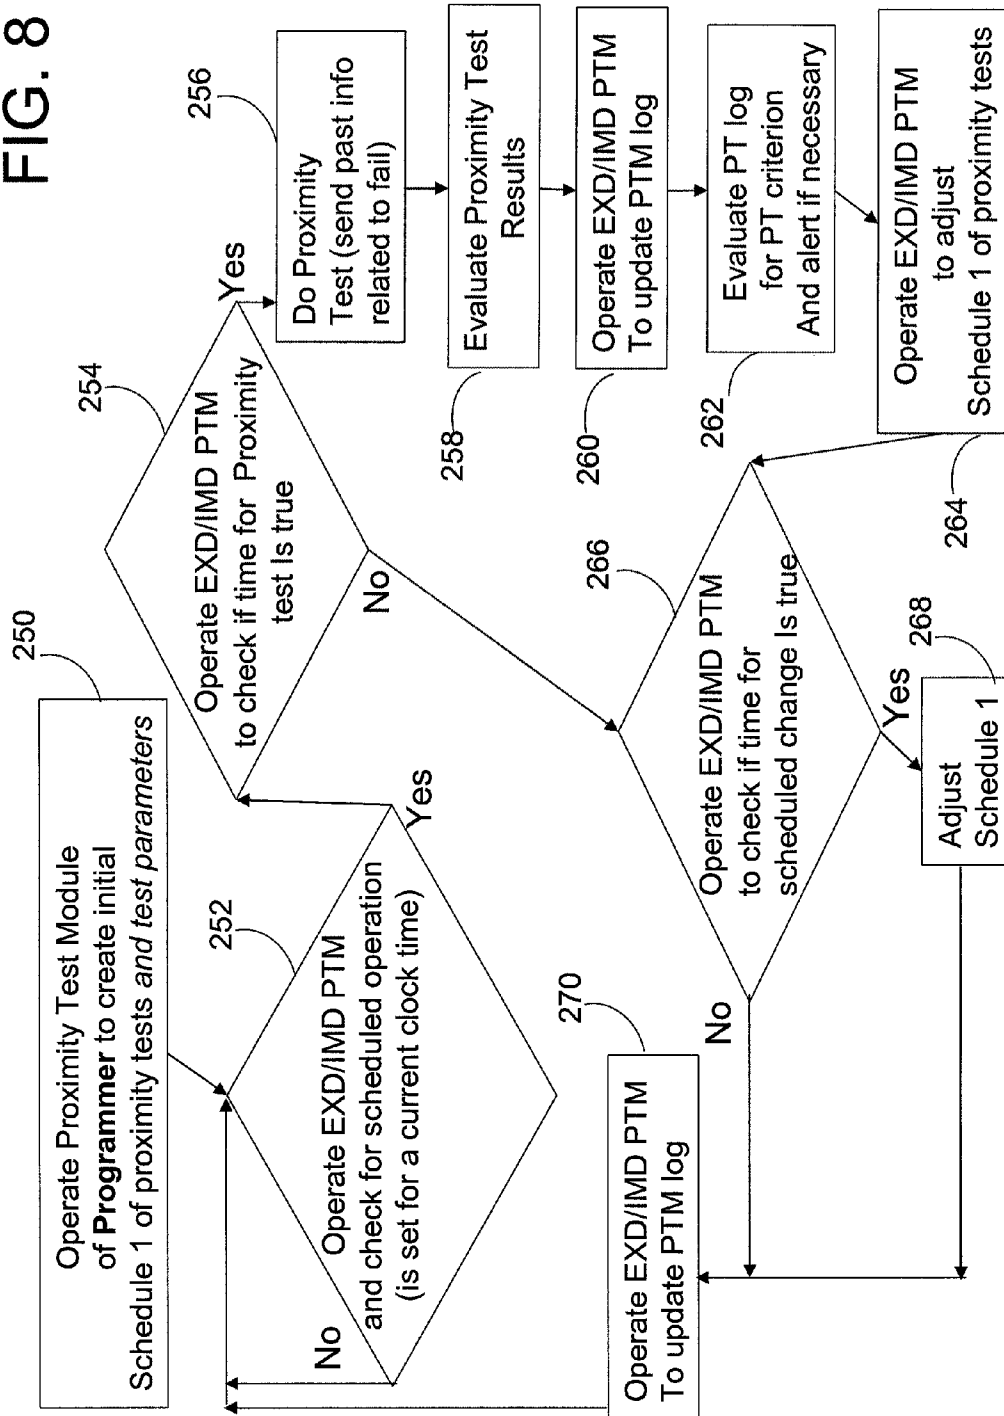 FIG. 8
250
Operate Proximity Test Module
of Programmer to create initial
Schedule 1 of proximity tests and test parameters
252
Operate EXD/IMD PTM
and check for scheduled operation
(is set for a current clock time)
No
Yes
254
Operate EXD/IMD PTM
to check if time for Proximity
test Is true
Yes
No
256
Do Proximity
Test (send past info
related to fail)
258
Evaluate Proximity Test
Results
260
Operate EXD/IMD PTM
To update PTM log
262
Evaluate PT log
for PT criterion
And alert if necessary
264
Operate EXD/IMD PTM
to adjust
Schedule 1 of proximity tests
266
Operate EXD/IMD PTM
to check if time for
scheduled change Is true
No
Yes
268
Adjust
Schedule 1
270
Operate EXD/IMD PTM
To update PTM log